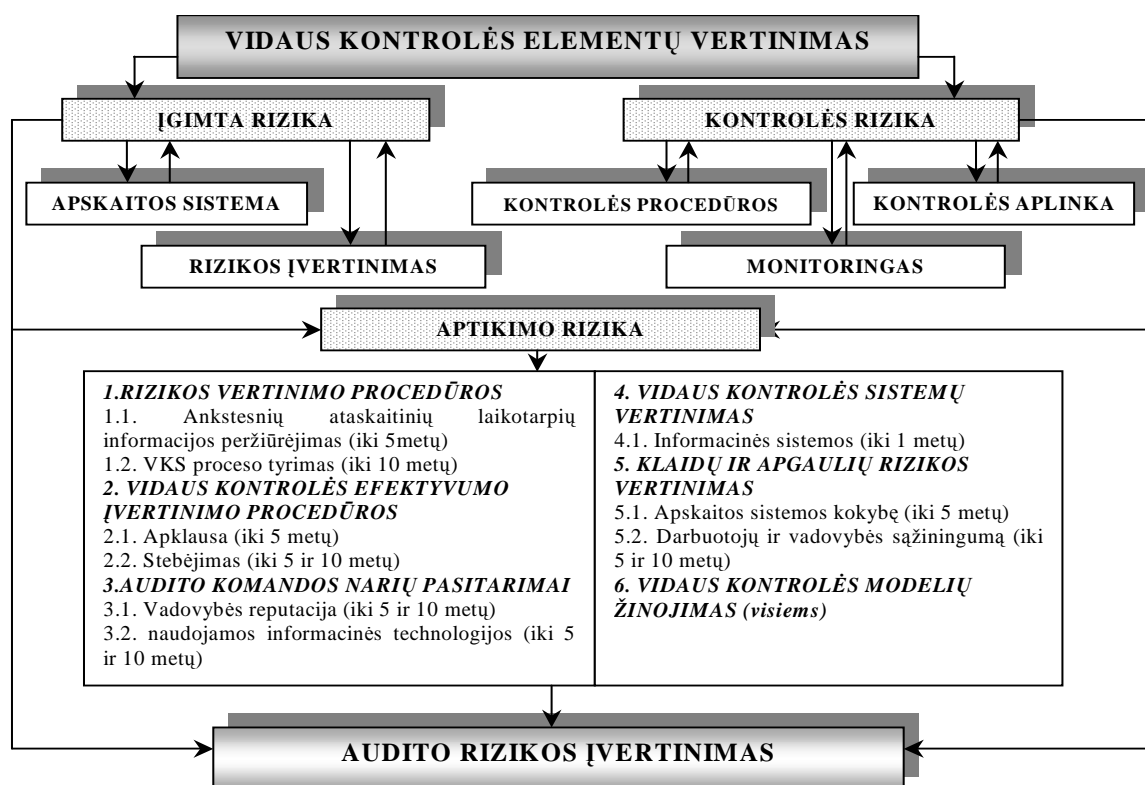 VIDAUS KONTROLĖS ELEMENTŲ VERTINIMAS
ĮGIMTA RIZIKA
KONTROLĖS RIZIKA
APSKAITOS SISTEMA
KONTROLĖS PROCEDŪROS
KONTROLĖS APLINKA
RIZIKOS ĮVERTINIMAS
MONITORINGAS
APTIKIMO RIZIKA
1.RIZIKOS VERTINIMO PROCEDŪROS
1.1. Ankstesnių ataskaitinių laikotarpių
informacijos peržiūrėjimas (iki 5metų)
1.2. VKS proceso tyrimas (iki 10 metų)
2. VIDAUS KONTROLĖS EFEKTYVUMO
ĮVERTINIMO PROCEDŪROS
2.1. Apklausa (iki 5 metų)
2.2. Stebėjimas (iki 5 ir 10 metų)
3.AUDITO KOMANDOS NARIŲ PASITARIMAI
3.1. Vadovybės reputacija (iki 5 ir 10 metų)
3.2. naudojamos informacinės technologijos (iki 5
ir 10 metų)
4. VIDAUS KONTROLĖS SISTEMŲ
VERTINIMAS
4.1. Informacinės sistemos (iki 1 metų)
5. KLAIDŲ IR APGAULIŲ RIZIKOS
VERTINIMAS
5.1. Apskaitos sistemos kokybę (iki 5 metų)
5.2. Darbuotojų ir vadovybės sąžiningumą (iki
5 ir 10 metų)
6. VIDAUS KONTROLĖS MODELIŲ
ŽINOJIMAS (visiems)
AUDITO RIZIKOS ĮVERTINIMAS